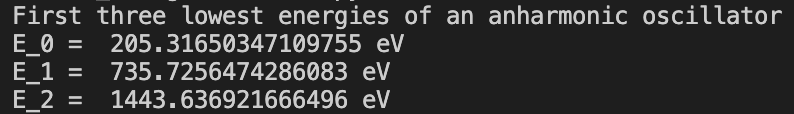 First three lowest energies of an anharmonic oscillator
E_0 =  205.31650347109755 eV
E_1 =  735.7256474286083 eV
E_2 =  1443.636921666496 eV